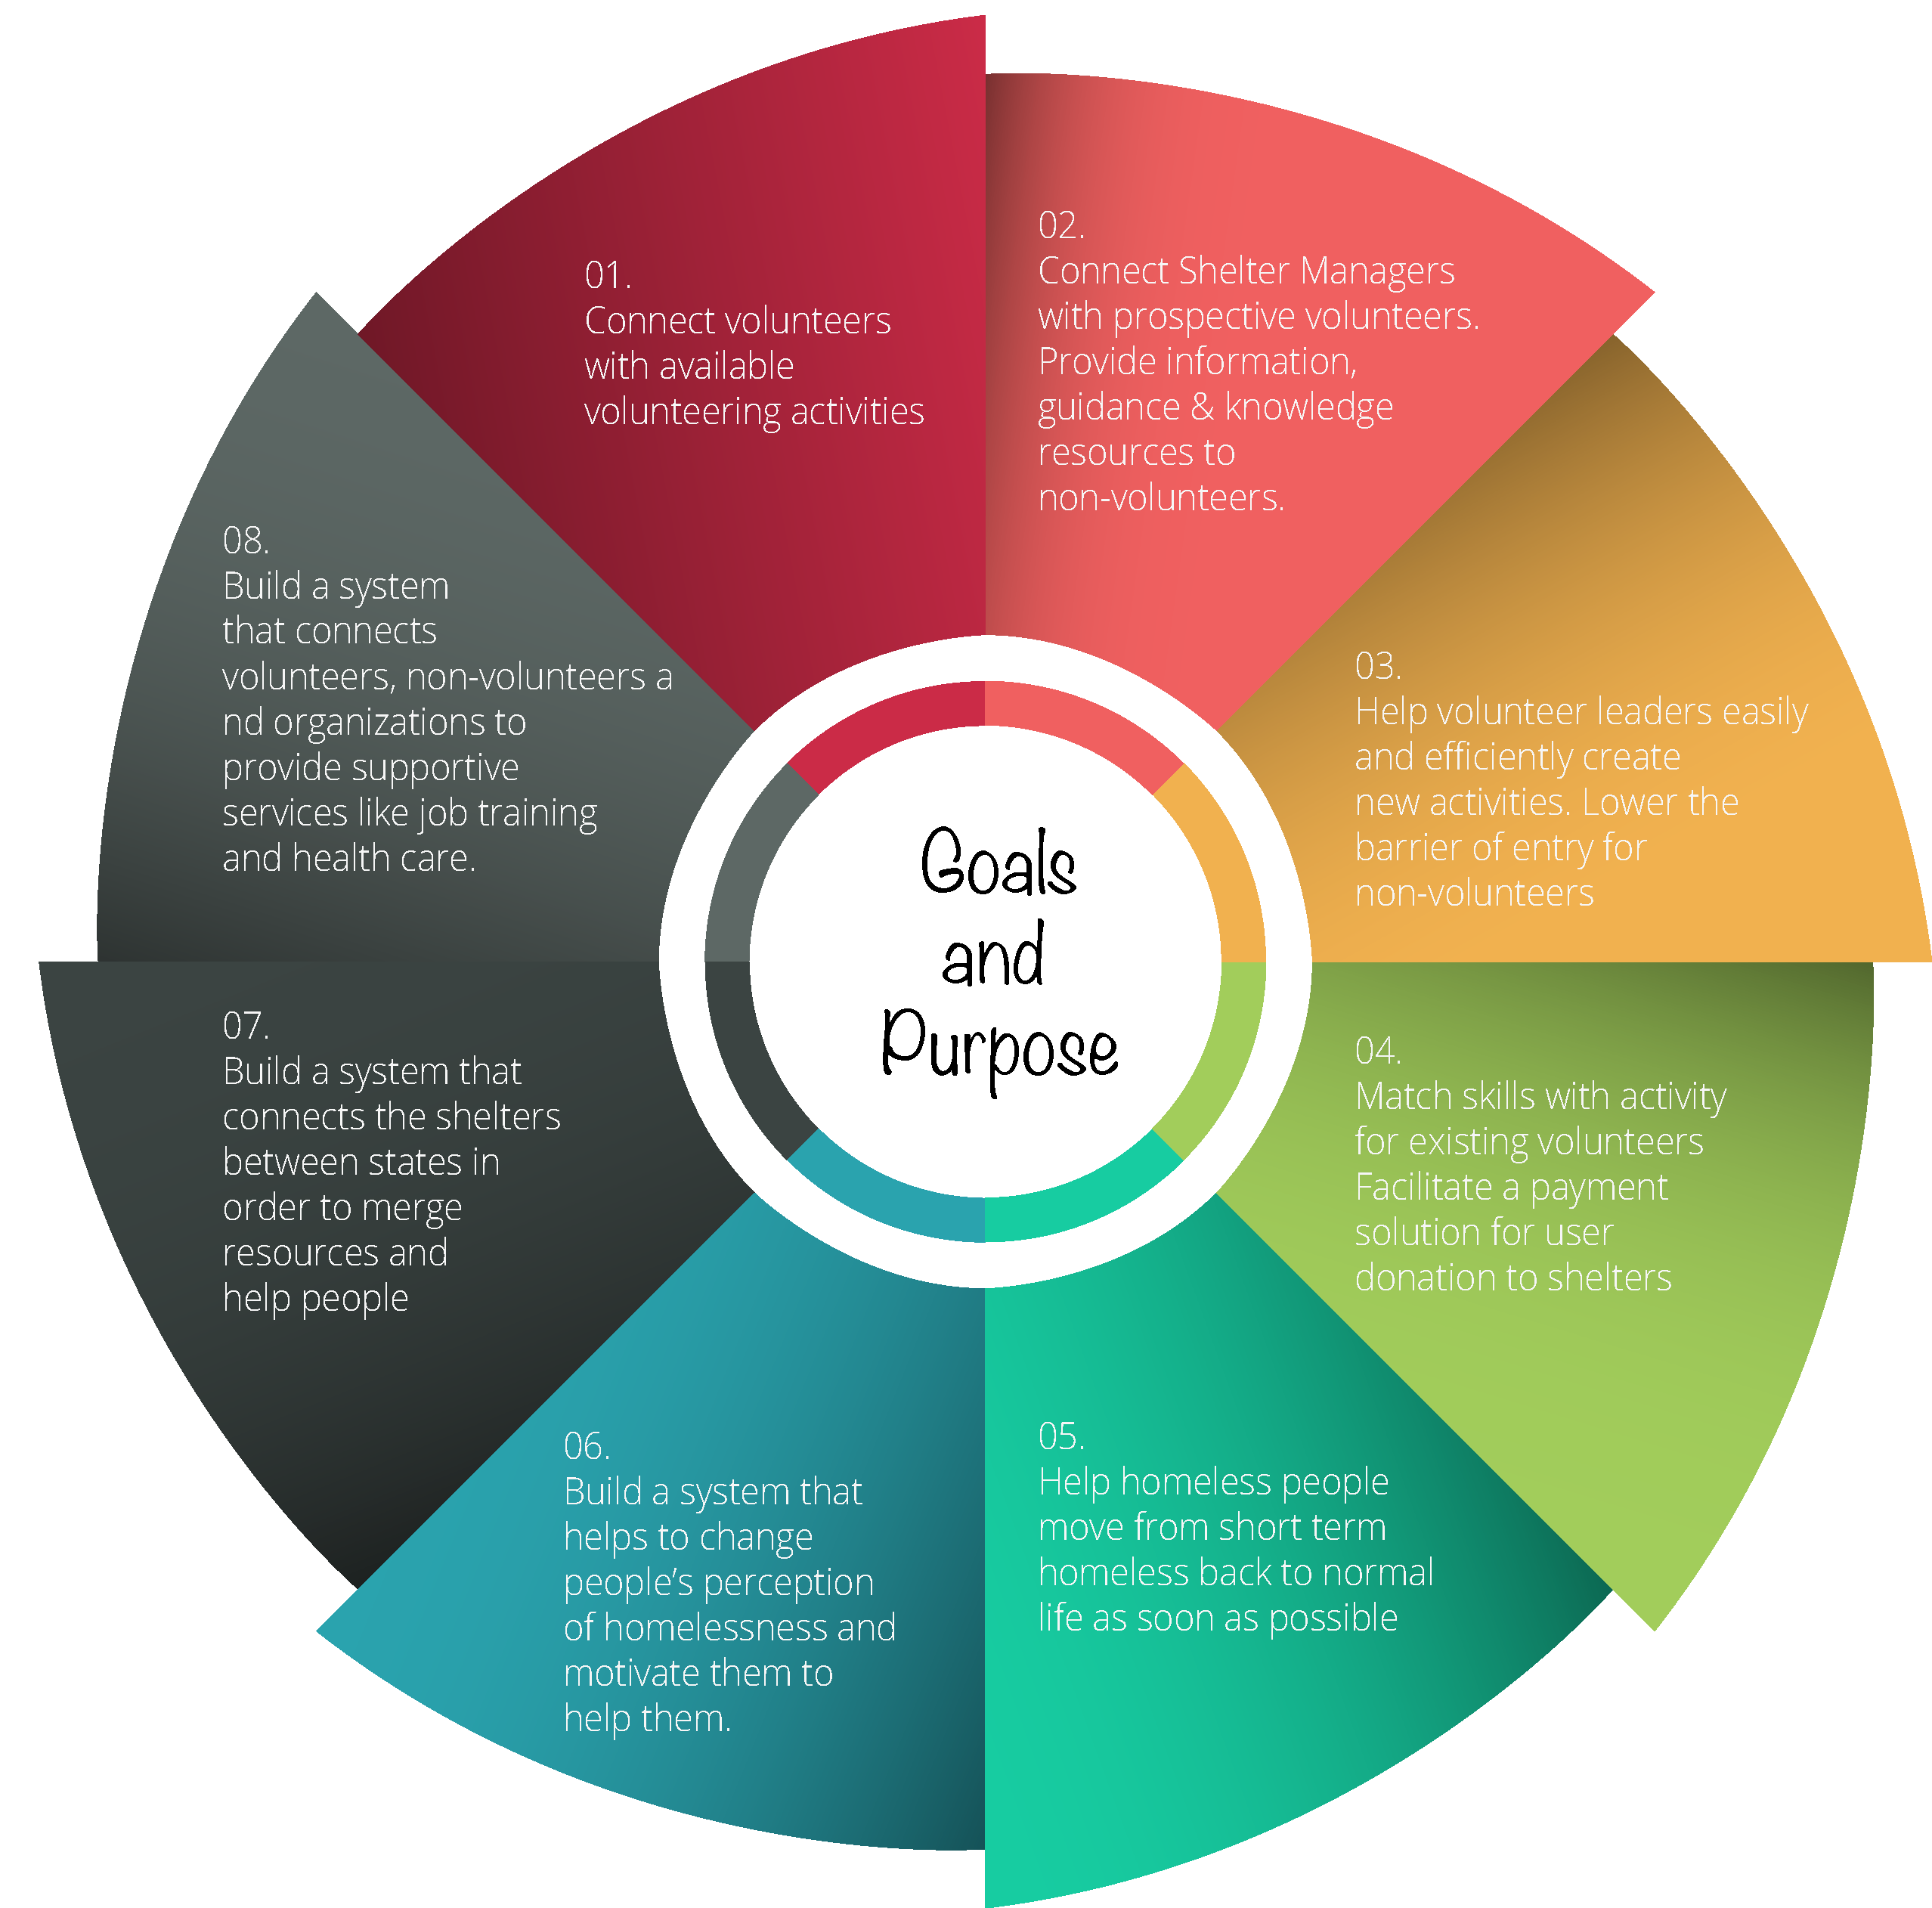 01.
Connect volunteers
with available
volunteering activities
02.
Connect Shelter Managers
with prospective volunteers.
Provide information,
guidance & knowledge
resources to
non-volunteers.
03.
Help volunteer leaders easily
and efficiently create
new activities. Lower the
barrier of entry for
non-volunteers
04.
Match skills with activity
for existing volunteers
Facilitate a payment
solution for user
donation to shelters
05.
Help homeless people
move from short term
homeless back to normal
life as soon as possible
06.
Build a system that
helps to change
people’s perception
of homelessness and
motivate them to
help them.
07.
Build a system that
connects the shelters
between states in
order to merge
resources and
help people
08.
Build a system
that connects
volunteers, non-volunteers a
nd organizations to
provide supportive
services like job training
and health care.
Goals
and
Purpose